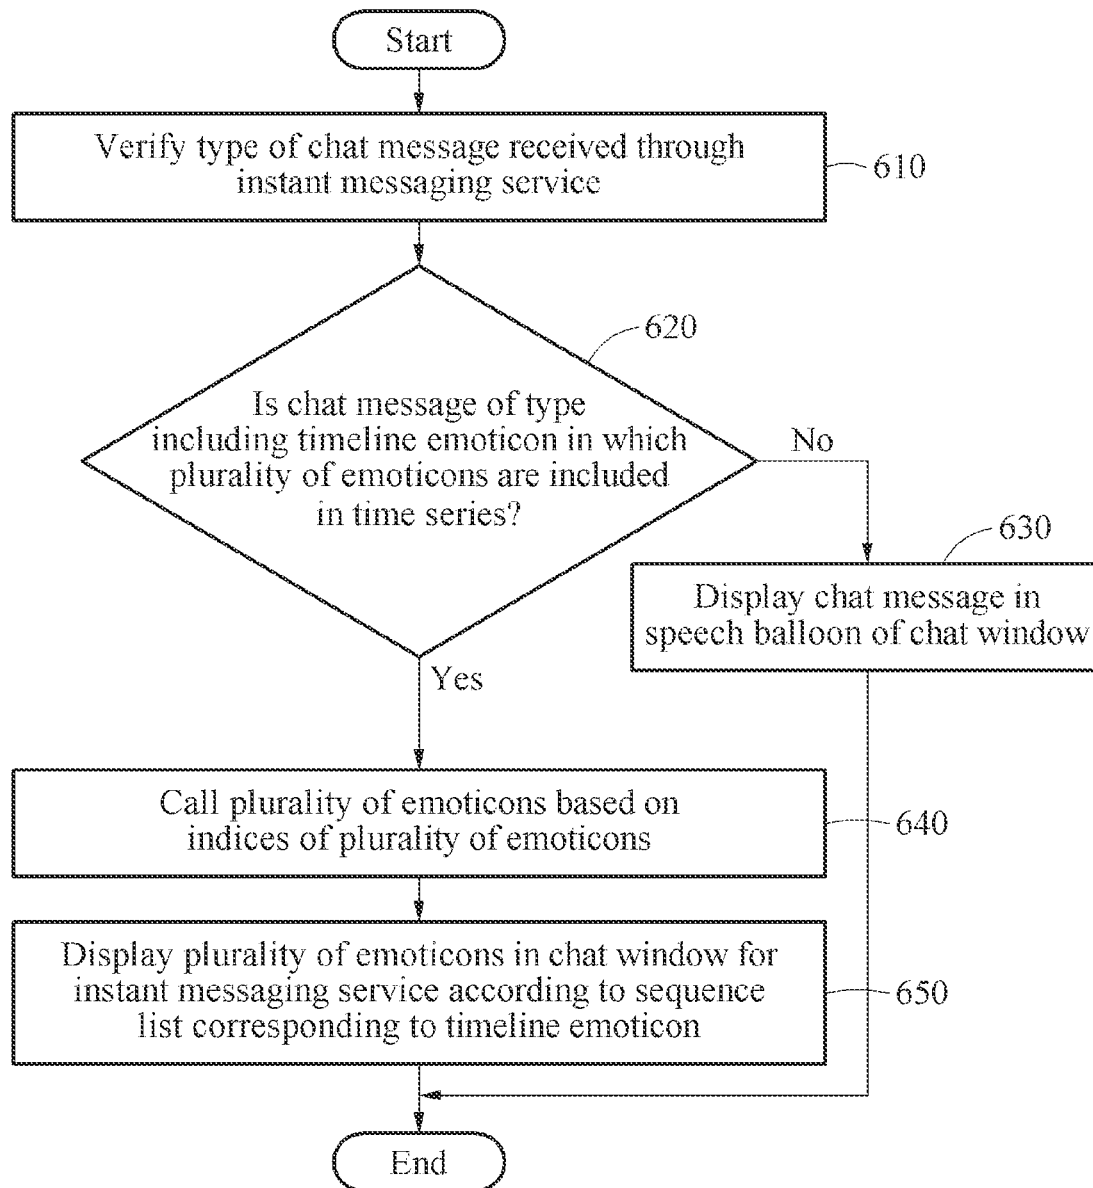 Start
Verify type of chat message received through
instant messaging service
610
620
Is chat message of type
including timeline emoticon in which
plurality of emoticons are included
in time series?
No
630
Display chat message in
speech balloon of chat window
Yes
Call plurality of emoticons based on
indices of plurality of emoticons
640
Display plurality of emoticons in chat window for
instant messaging service according to sequence
list corresponding to timeline emoticon
650
End